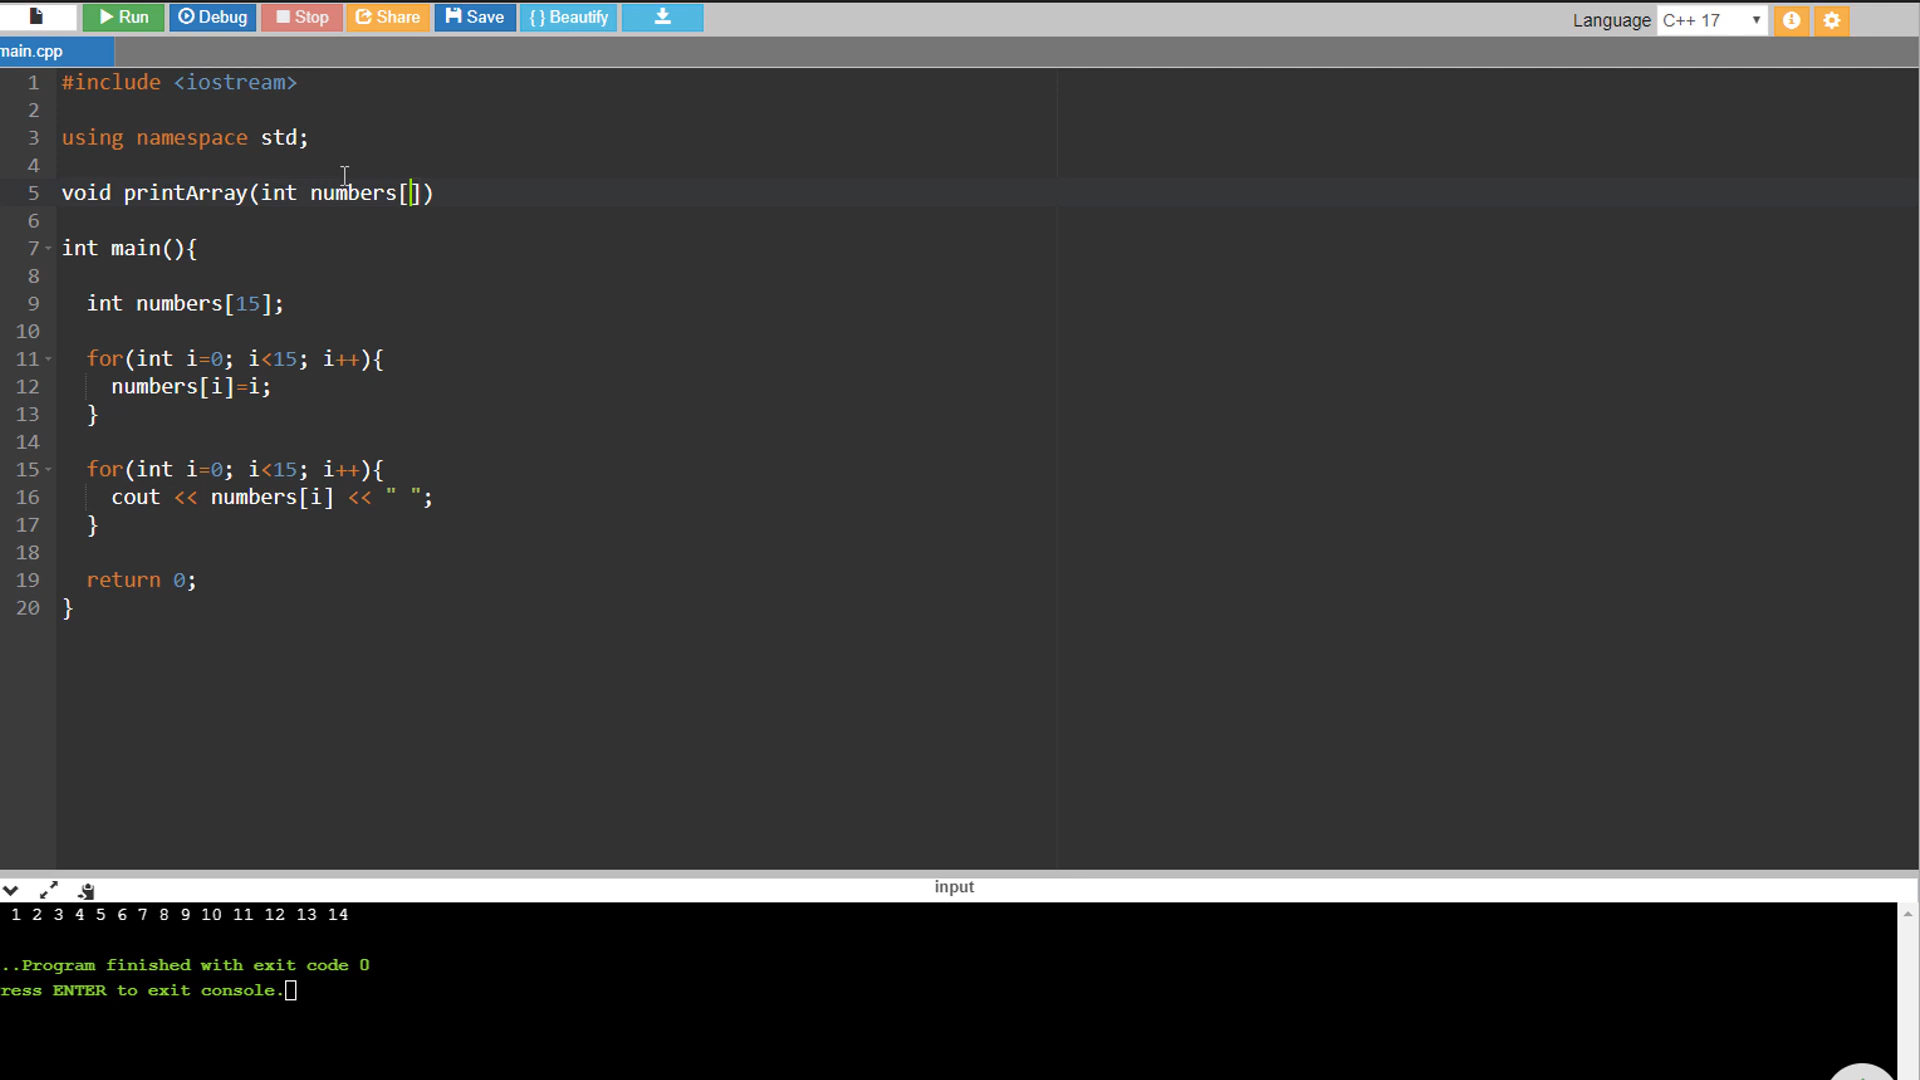 Run Debug Stop Share Save { } Beautify Language C++ 17
main.cpp
1 #include <iostream>
2
3 using namespace std;
4
5 void printArray(int numbers[])
6
7 int main(){
8
9 int numbers[15];
10
11 for(int i=0; i<15; i++){
12 numbers[i]=i;
13 }
14
15 for(int i=0; i<15; i++){
16 cout << numbers[i] << " ";
17 }
18
19 return 0;
20 }
input
1 2 3 4 5 6 7 8 9 10 11 12 13 14
..Program finished with exit code 0
ress ENTER to exit console.